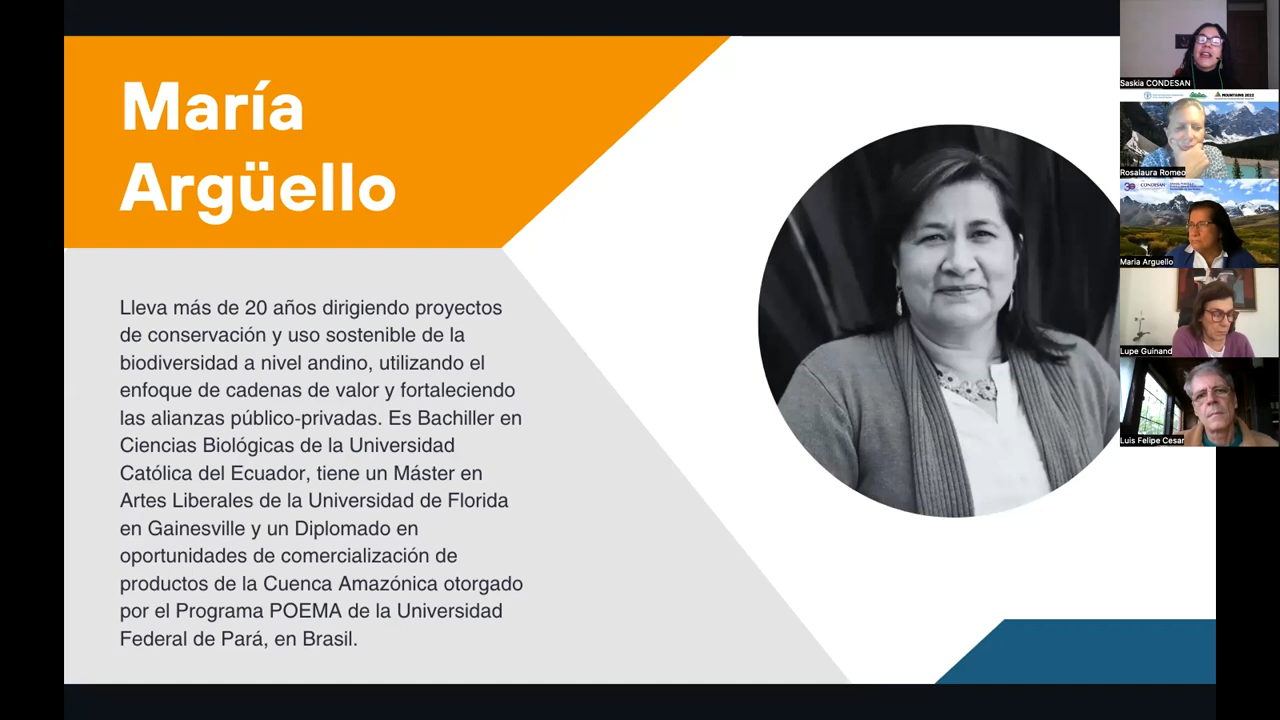 María
Argüello
Lleva más de 20 años dirigiendo proyectos
de conservación y uso sostenible de la
biodiversidad a nivel andino, utilizando el
enfoque de cadenas de valor y fortaleciendo
las alianzas público-privadas. Es Bachiller en
Ciencias Biológicas de la Universidad
Católica del Ecuador, tiene un Máster en
Artes Liberales de la Universidad de Florida
en Gainesville y un Diplomado en
oportunidades de comercialización de
productos de la Cuenca Amazónica otorgado
por el Programa POEMA de la Universidad
Federal de Pará, en Brasil.
Saskia CONDESAN
MOUNTAINS 2022
Rosalaura Romeo
CONDESAN
Maria Arguello
Lupe Guinand
Luis Felipe Cesar